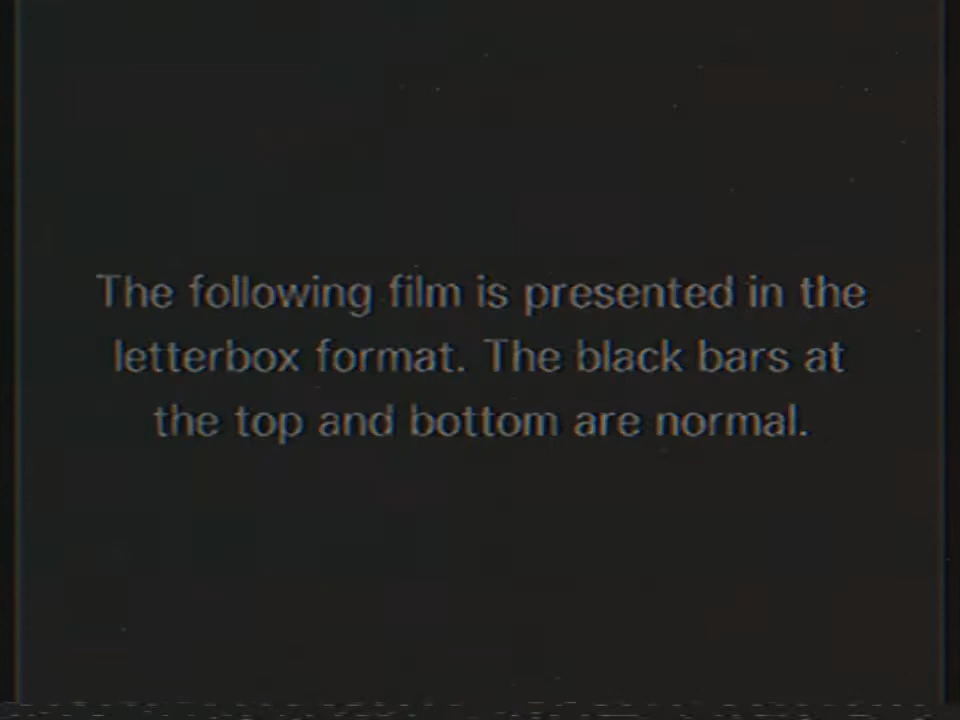 The following film is presented in the
letterbox format. The black bars at
the top and bottom are normal.